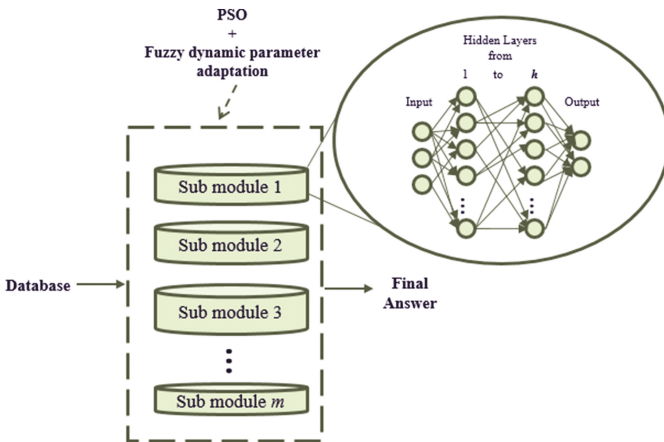 PSO
+
Fuzzy dynamic parameter
adaptation
Hidden Layers
from
1 to h
Input
Output
Sub module 1
Sub module 2
Database
Sub module 3
Final
Answer
Sub module m